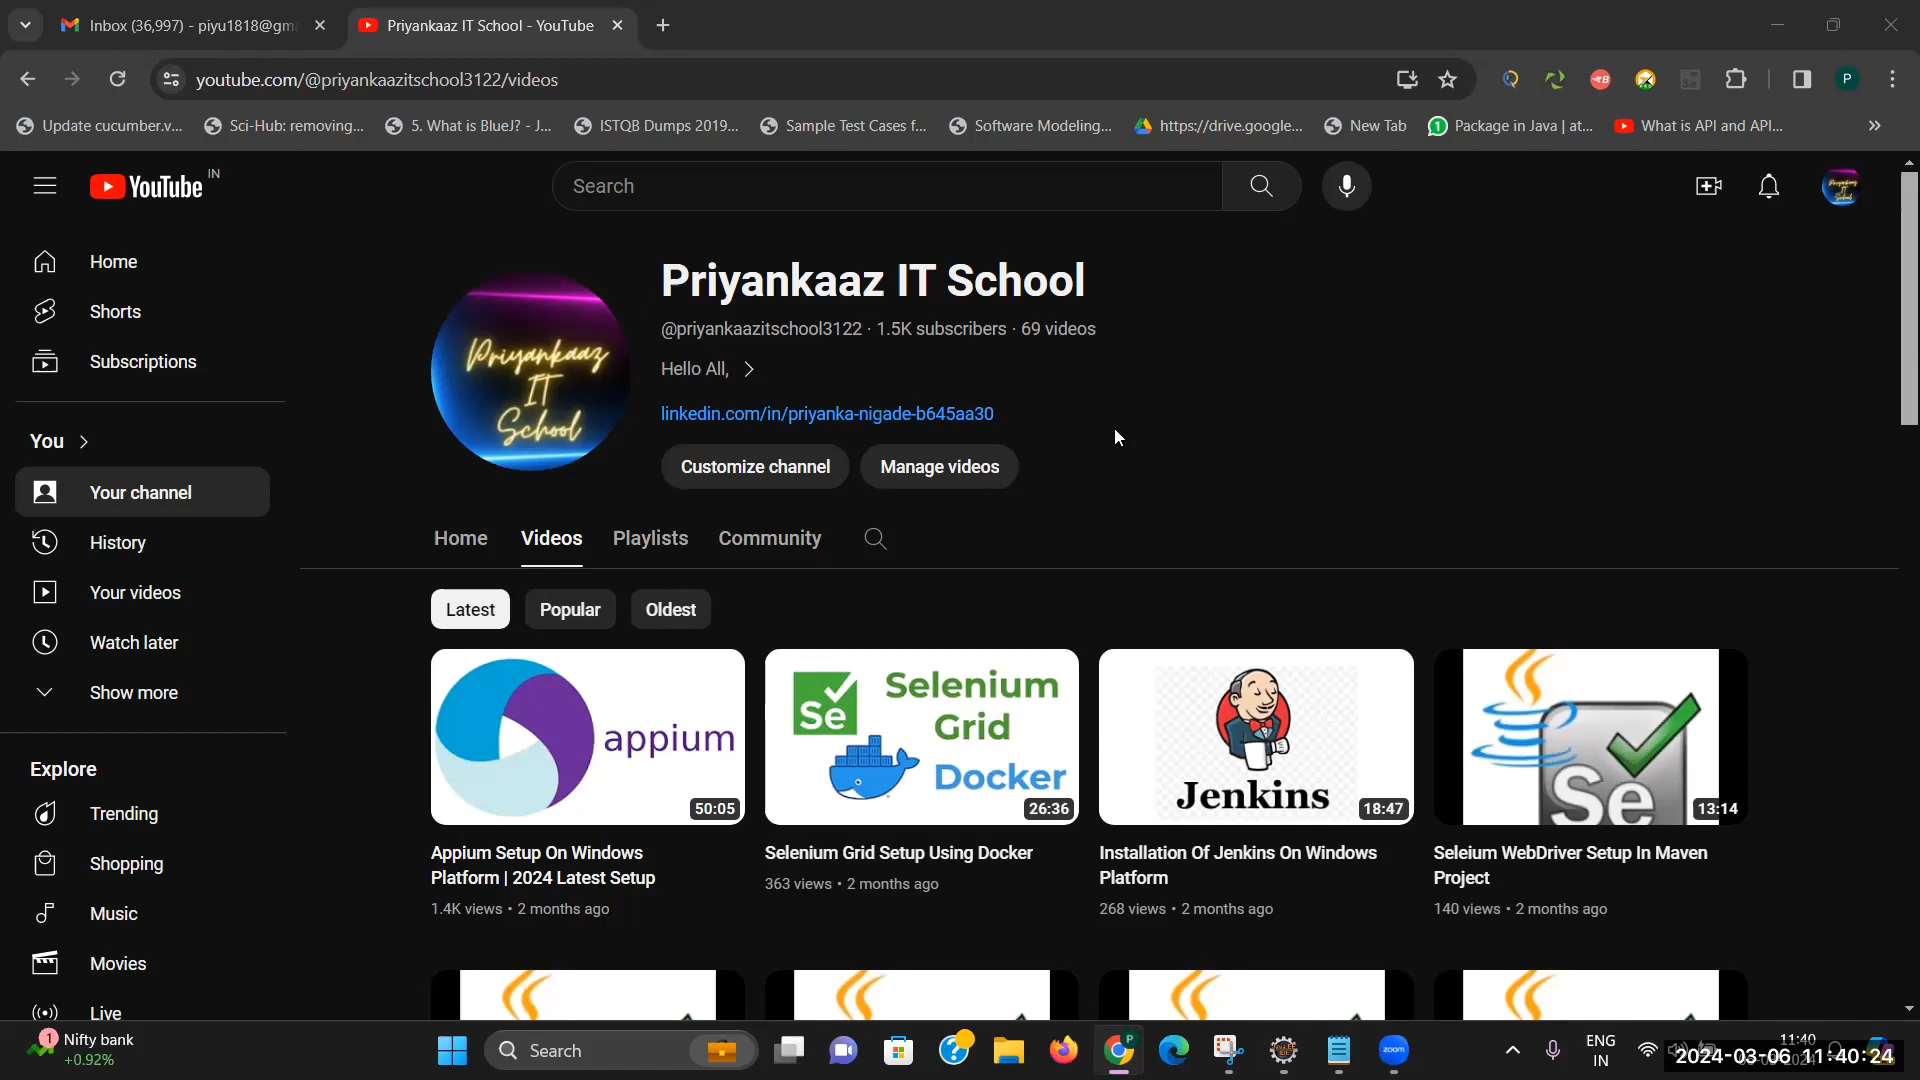 Inbox (36,997) - piyu1818@gm
Priyankaaz IT School - YouTube
youtube.com/@priyankaazitschool3122/videos
P
Update cucumber.v...
Sci-Hub: removing...
5. What is BlueJ? - J...
ISTQB Dumps 2019...
Sample Test Cases f...
Software Modeling...
https://drive.google...
New Tab
Package in Java | at...
What is API and API...
YouTube IN
Search
Home
Shorts
Subscriptions
You
Your channel
History
Your videos
Watch later
Show more
Explore
Trending
Shopping
Music
Movies
Live
Priyankaaz
IT
School
Priyankaaz IT School
@priyankaazitschool3122 · 1.5K subscribers · 69 videos
Hello All,
linkedin.com/in/priyanka-nigade-b645aa30
Customize channel
Manage videos
Home
Videos
Playlists
Community
Latest
Popular
Oldest
appium
50:05
Appium Setup On Windows
Platform | 2024 Latest Setup
1.4K views • 2 months ago
Se
Selenium
Grid
Docker
26:36
Selenium Grid Setup Using Docker
363 views • 2 months ago
Jenkins
18:47
Installation Of Jenkins On Windows
Platform
268 views • 2 months ago
Se
13:14
Seleium WebDriver Setup In Maven
Project
140 views • 2 months ago
1
Nifty bank
+0.92%
Search
zoom
ENG
IN
11:40
2024-03-06 11:40:24